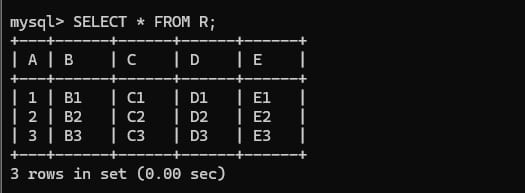 mysql> SELECT * FROM R;
+---+------+------+------+------+
| A | B    | C    | D    | E    |
+---+------+------+------+------+
| 1 | B1   | C1   | D1   | E1   |
| 2 | B2   | C2   | D2   | E2   |
| 3 | B3   | C3   | D3   | E3   |
+---+------+------+------+------+
3 rows in set (0.00 sec)